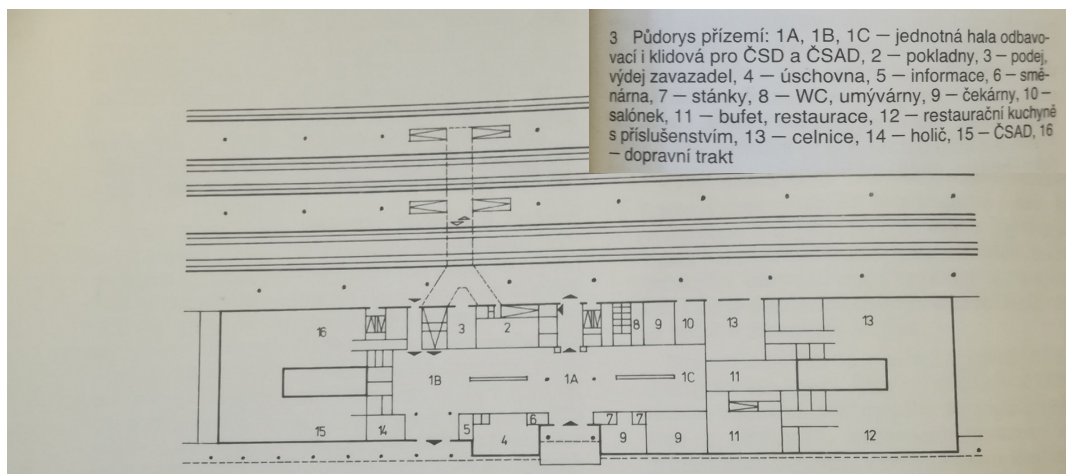 3 Půdorys přízemí: 1A, 1B, 1C — jednotná hala odbavo-
vací i klidová pro ČSD a ČSAD, 2 — pokladny, 3 — podej,
výdej zavazadel, 4 — úschovna, 5 — informace, 6 — smě-
nárna, 7 — stánky, 8 — WC, umývárny, 9 — čekárny, 10 —
salónek, 11 — bufet, restaurace, 12 — restaurační kuchyně
s příslušenstvím, 13 — celnice, 14 — holič, 15 — ČSAD, 16
— dopravní trakt
16 3 2 8 9 10 13 13
1B 1A 1C 11
15 14 5 4 6 7 7 9 9 11 12